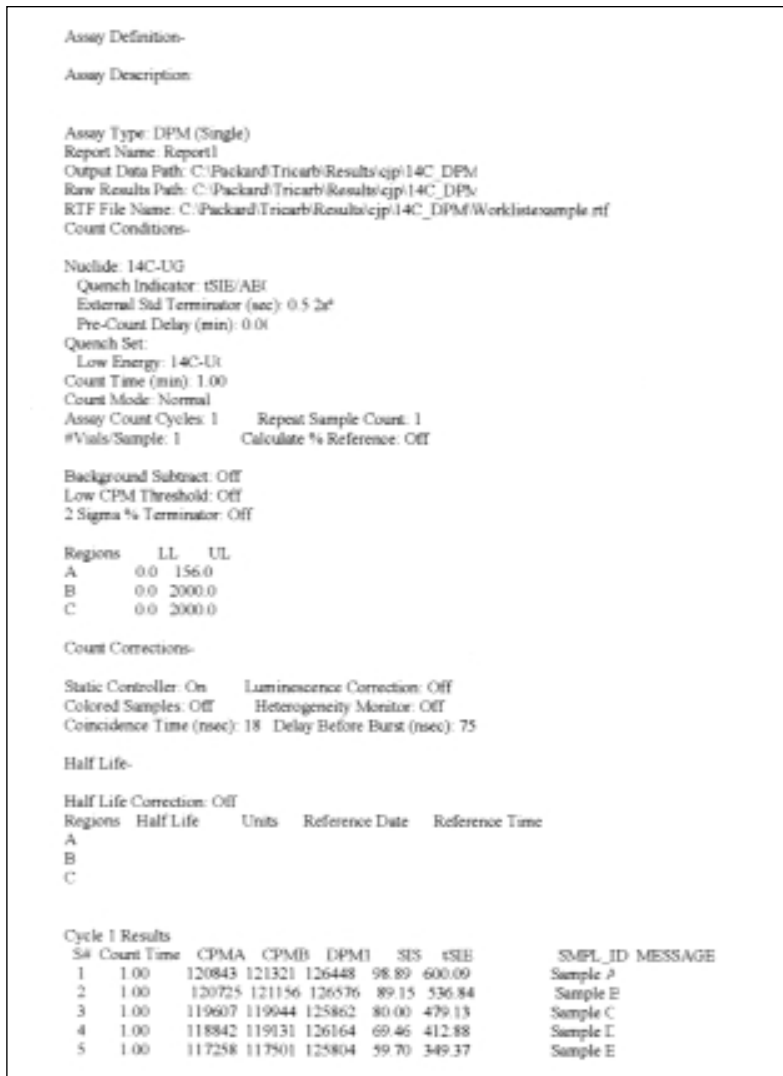 Assay Definition-
Assay Description:
Assay Type: DPM (Single)
Report Name: Report1
Output Data Path: C:\Packard\Tricarb\Results\cjp\14C_DPM
Raw Results Path: C:\Packard\Tricarb\Results\cjp\14C_DPM
RTF File Name: C:\Packard\Tricarb\Results\cjp\14C_DPM\Worklistexample.rtf
Count Conditions-
Nuclide: 14C-UG
Quench Indicator: tSIE/AEC
External Std Terminator (sec): 0.5 2s%
Pre-Count Delay (min): 0.00
Quench Set:
Low Energy: 14C-UG
Count Time (min): 1.00
Count Mode: Normal
Assay Count Cycles: 1 Repeat Sample Count: 1
#Vials/Sample: 1 Calculate % Reference: Off
Background Subtract: Off
Low CPM Threshold: Off
2 Sigma % Terminator: Off
Regions LL UL
A 0.0 156.0
B 0.0 2000.0
C 0.0 2000.0
Count Corrections-
Static Controller: On Luminescence Correction: Off
Colored Samples: Off Heterogeneity Monitor: Off
Coincidence Time (nsec): 18 Delay Before Burst (nsec): 75
Half Life-
Half Life Correction: Off
Regions Half Life Units Reference Date Reference Time
A
B
C
Cycle 1 Results
S# Count Time CPMA CPMB DPM1 SIS tSIE SMPL_ID MESSAGE
1 1.00 120843 121321 126448 98.89 600.09 Sample A
2 1.00 120725 121156 126576 89.15 536.84 Sample B
3 1.00 119607 119944 125862 80.00 479.13 Sample C
4 1.00 118842 119131 126164 69.46 412.88 Sample D
5 1.00 117258 117501 125804 59.70 349.37 Sample E